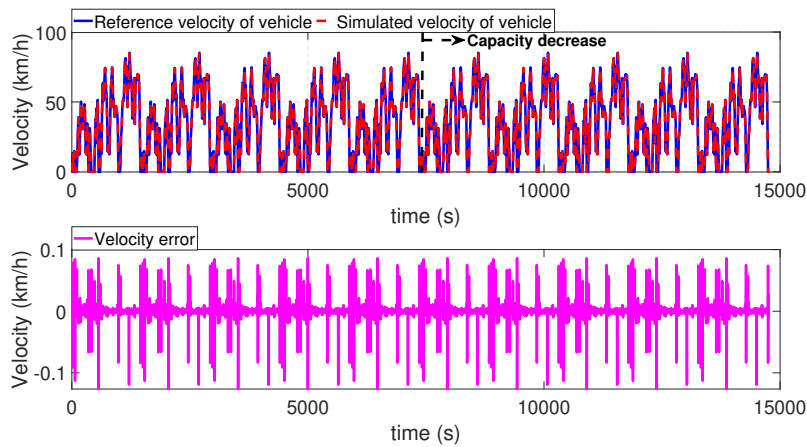 Reference velocity of vehicle Simulated velocity of vehicle
Capacity decrease
Velocity (km/h)
100
50
0
0 5000 10000 15000
time (s)
Velocity error
Velocity (km/h)
0.1
0
-0.1
0 5000 10000 15000
time (s)